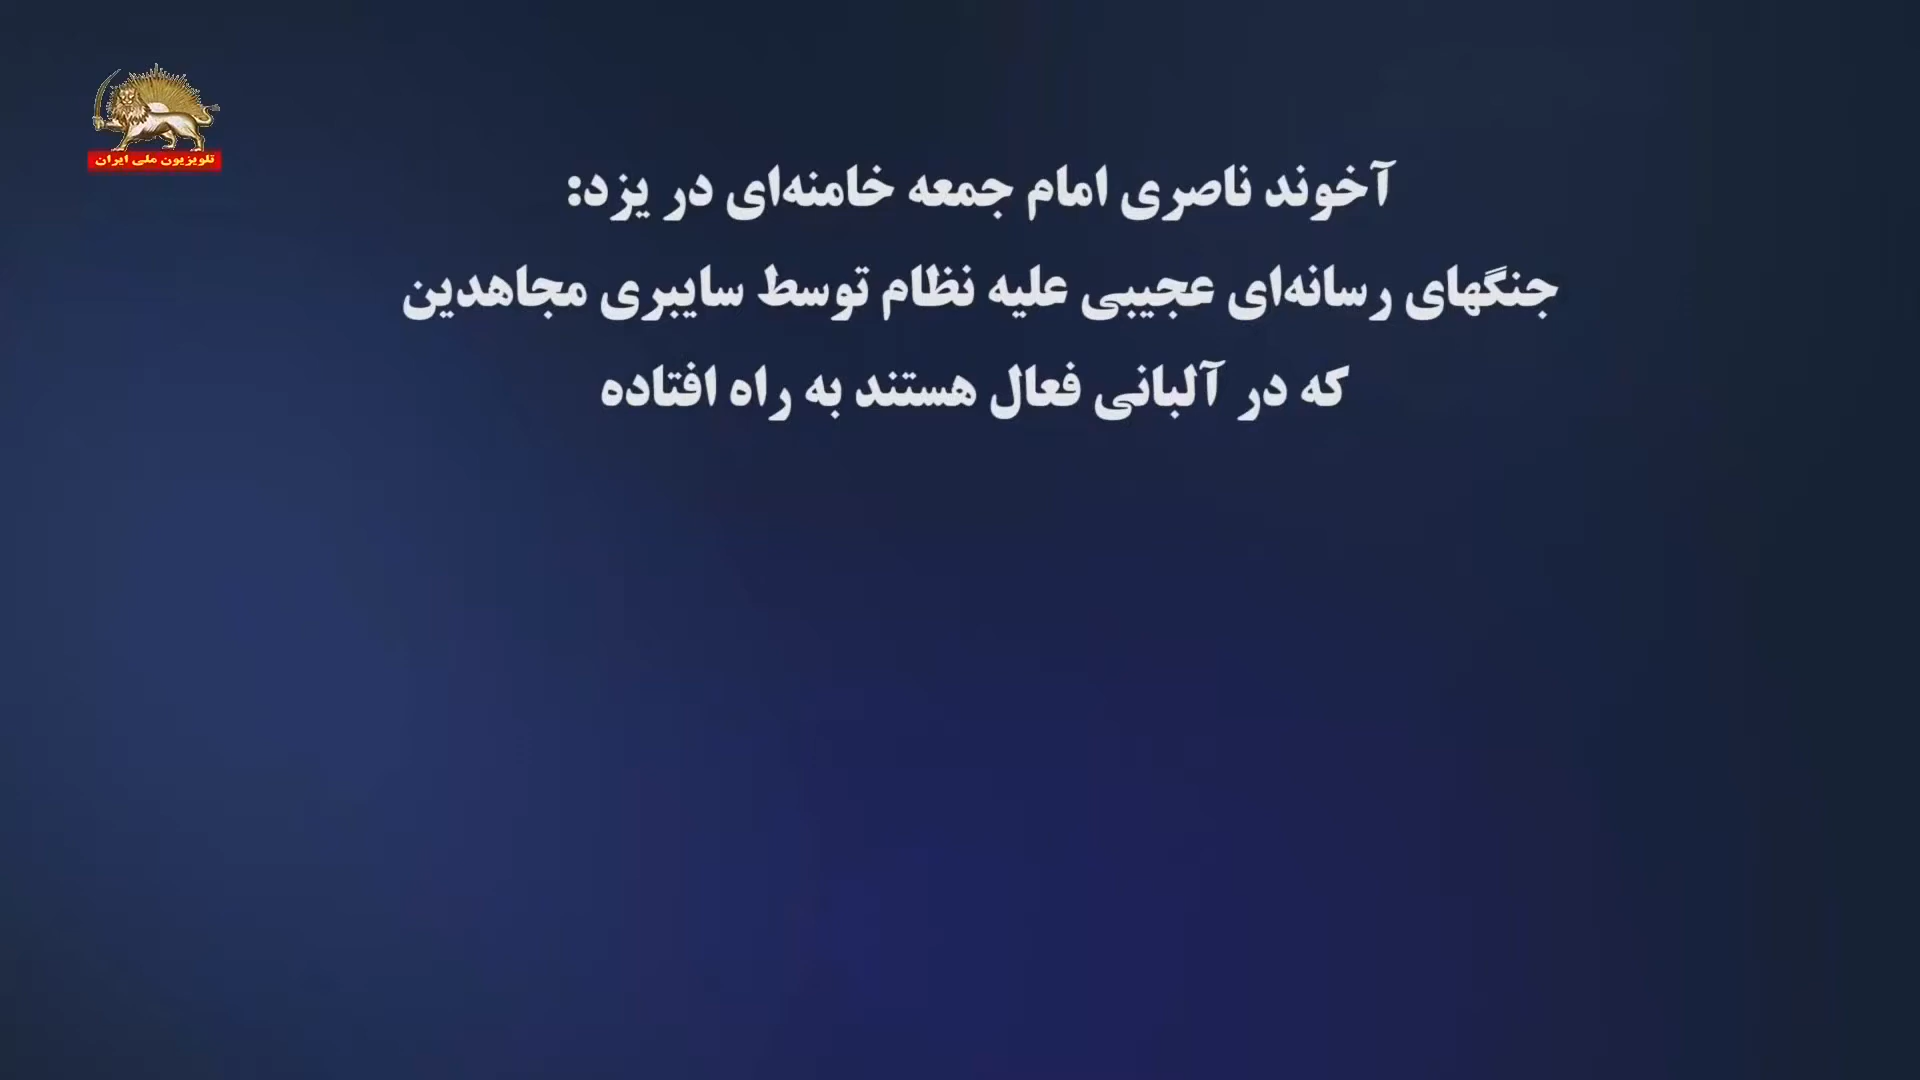 تلویزیون ملی ایران
آخوند ناصری امام جمعه خامنه‌ای در یزد:
جنگهای رسانه‌ای عجیبی علیه نظام توسط سایبری مجاهدین
که در آلبانی فعال هستند به راه افتاده